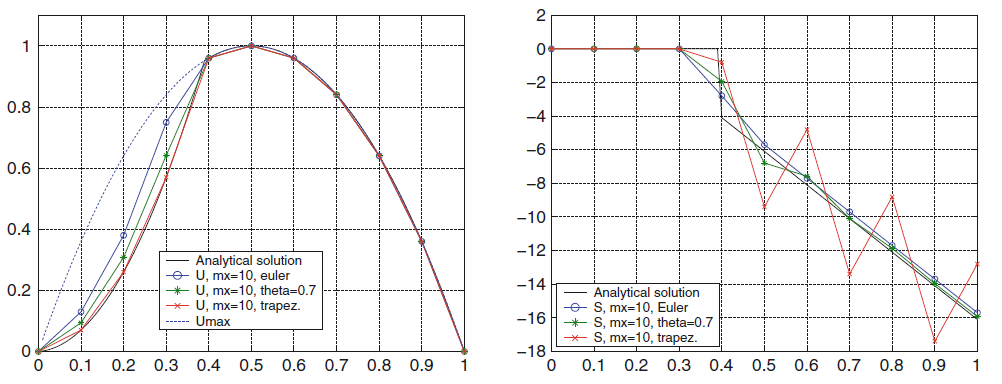 1
0.8
0.6
0.4
0.2
0
0 0.1 0.2 0.3 0.4 0.5 0.6 0.7 0.8 0.9 1
Analytical solution
U, mx=10, euler
U, mx=10, theta=0.7
U, mx=10, trapez.
Umax
2
0
−2
−4
−6
−8
−10
−12
−14
−16
−18
0 0.1 0.2 0.3 0.4 0.5 0.6 0.7 0.8 0.9 1
Analytical solution
S, mx=10, Euler
S, mx=10, theta=0.7
S, mx=10, trapez.